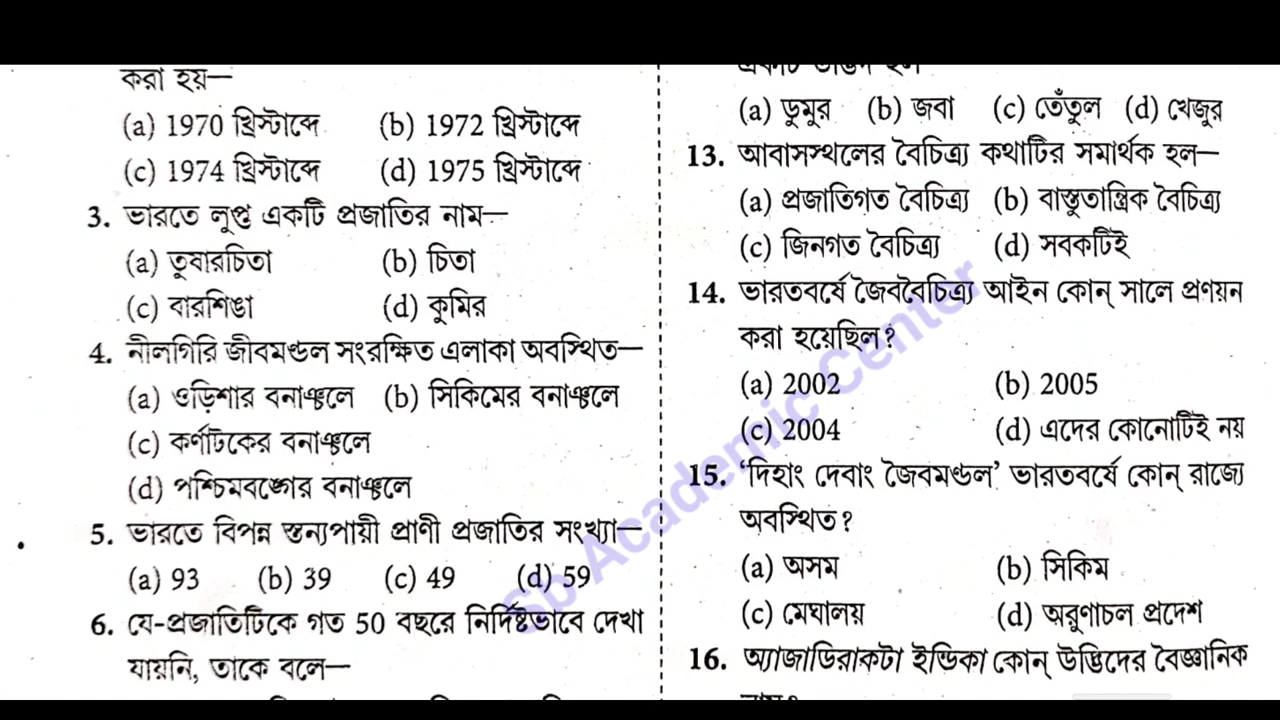 করা হয়—
(a) 1970 খ্রিস্টাব্দে (b) 1972 খ্রিস্টাব্দে
(c) 1974 খ্রিস্টাব্দে (d) 1975 খ্রিস্টাব্দে
3. ভারতে লুপ্ত একটি প্রজাতির নাম—
(a) তুষারচিতা (b) চিতা
(c) বারশিঙা (d) কুমির
4. নীলগিরি জীবমণ্ডল সংরক্ষিত এলাকা অবস্থিত—
(a) ওড়িশার বনাঞ্চলে (b) সিকিমের বনাঞ্চলে
(c) কর্ণাটকের বনাঞ্চলে
(d) পশ্চিমবঙ্গের বনাঞ্চলে
5. ভারতে বিপন্ন স্তন্যপায়ী প্রাণী প্রজাতির সংখ্যা—
(a) 93 (b) 39 (c) 49 (d) 59
6. যে-প্রজাতিটিকে গত 50 বছরে নির্দিষ্টভাবে দেখা
যায়নি, তাকে বলে—
(a) ডুমুর (b) জবা (c) তেঁতুল (d) খেজুর
13. আবাসস্থলের বৈচিত্র্য কথাটির সমার্থক হল—
(a) প্রজাতিগত বৈচিত্র্য (b) বাস্তুতান্ত্রিক বৈচিত্র্য
(c) জিনগত বৈচিত্র্য (d) সবকটিই
14. ভারতবর্ষে জৈববৈচিত্র্য আইন কোন্ সালে প্রণয়ন
করা হয়েছিল?
(a) 2002 (b) 2005
(c) 2004 (d) এদের কোনোটিই নয়
15. ‘দিহাং দেবাং জৈবমণ্ডল’ ভারতবর্ষে কোন্ রাজ্যে
অবস্থিত?
(a) অসম (b) সিকিম
(c) মেঘালয় (d) অরুণাচল প্রদেশ
16. অ্যাজাডিরাকটা ইন্ডিকা কোন্ উদ্ভিদের বৈজ্ঞানিক
Sp Academic Center